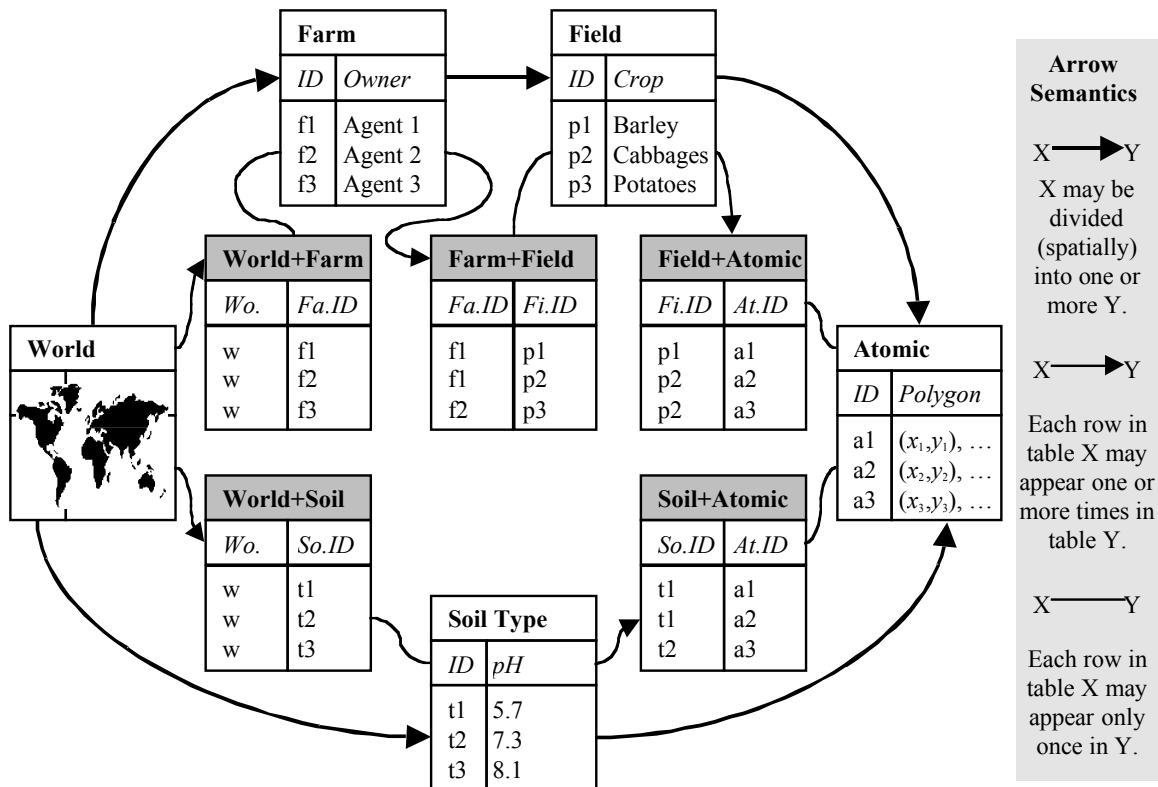 Farm
ID Owner
f1 Agent 1
f2 Agent 2
f3 Agent 3
Field
ID Crop
p1 Barley
p2 Cabbages
p3 Potatoes
World+Farm
Wo. Fa.ID
w f1
w f2
w f3
Farm+Field
Fa.ID Fi.ID
f1 p1
f1 p2
f2 p3
Field+Atomic
Fi.ID At.ID
p1 a1
p2 a2
p2 a3
World
Atomic
ID Polygon
a1 (x₁,y₁), …
a2 (x₂,y₂), …
a3 (x₃,y₃), …
World+Soil
Wo. So.ID
w t1
w t2
w t3
Soil Type
ID pH
t1 5.7
t2 7.3
t3 8.1
Soil+Atomic
So.ID At.ID
t1 a1
t1 a2
t2 a3
Arrow
Semantics
X Y
X may be
divided
(spatially)
into one or
more Y.
X Y
Each row in
table X may
appear one or
more times in
table Y.
X Y
Each row in
table X may
appear only
once in Y.